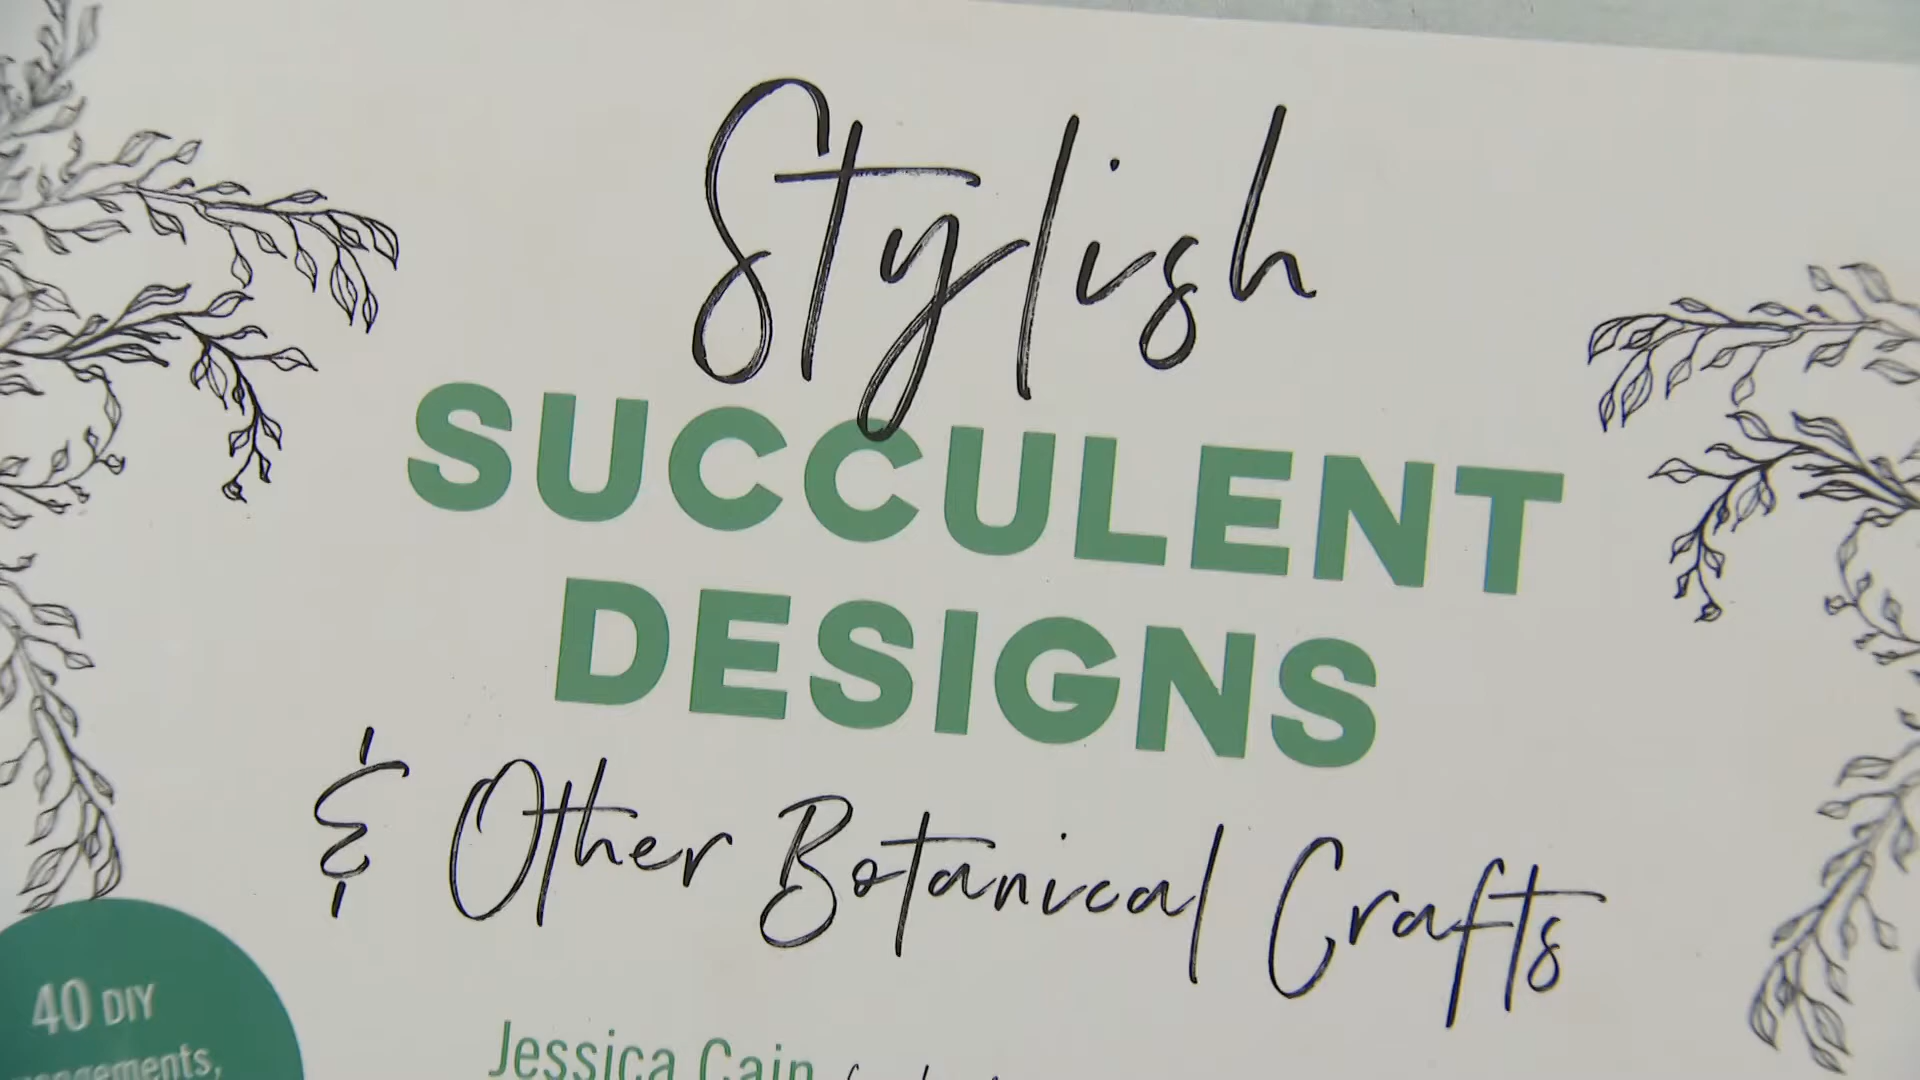 Stylish
SUCCULENT
DESIGNS
& Other Botanical Crafts
40 DIY
Jessica Cain